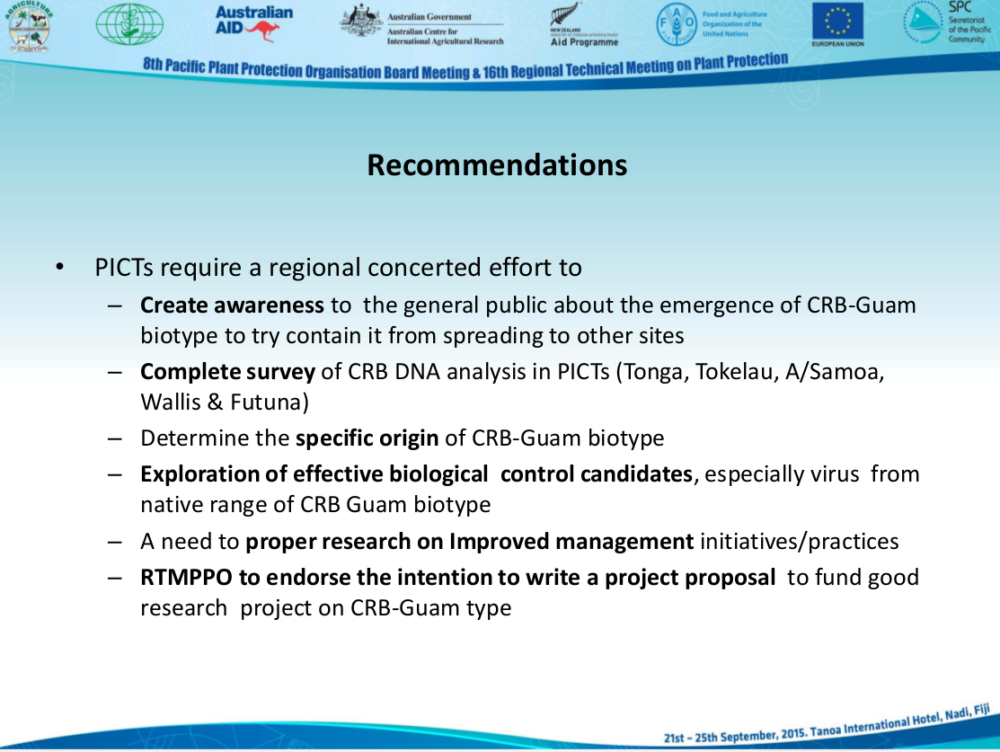 AGRICULTURE
IPPC
Australian
AID
Australian Government
Australian Centre for
International Agricultural Research
NEW ZEALAND
Aid Programme
FAO
FIAT PANIS
Food and Agriculture
Organization of the
United Nations
EUROPEAN UNION
SPC
Secretariat
of the Pacific
Community
8th Pacific Plant Protection Organisation Board Meeting & 16th Regional Technical Meeting on Plant Protection
Recommendations
• PICTs require a regional concerted effort to
– Create awareness to the general public about the emergence of CRB-Guam
biotype to try contain it from spreading to other sites
– Complete survey of CRB DNA analysis in PICTs (Tonga, Tokelau, A/Samoa,
Wallis & Futuna)
– Determine the specific origin of CRB-Guam biotype
– Exploration of effective biological control candidates, especially virus from
native range of CRB Guam biotype
– A need to proper research on Improved management initiatives/practices
– RTMPPO to endorse the intention to write a project proposal to fund good
research project on CRB-Guam type
21st – 25th September, 2015. Tanoa International Hotel, Nadi, Fiji